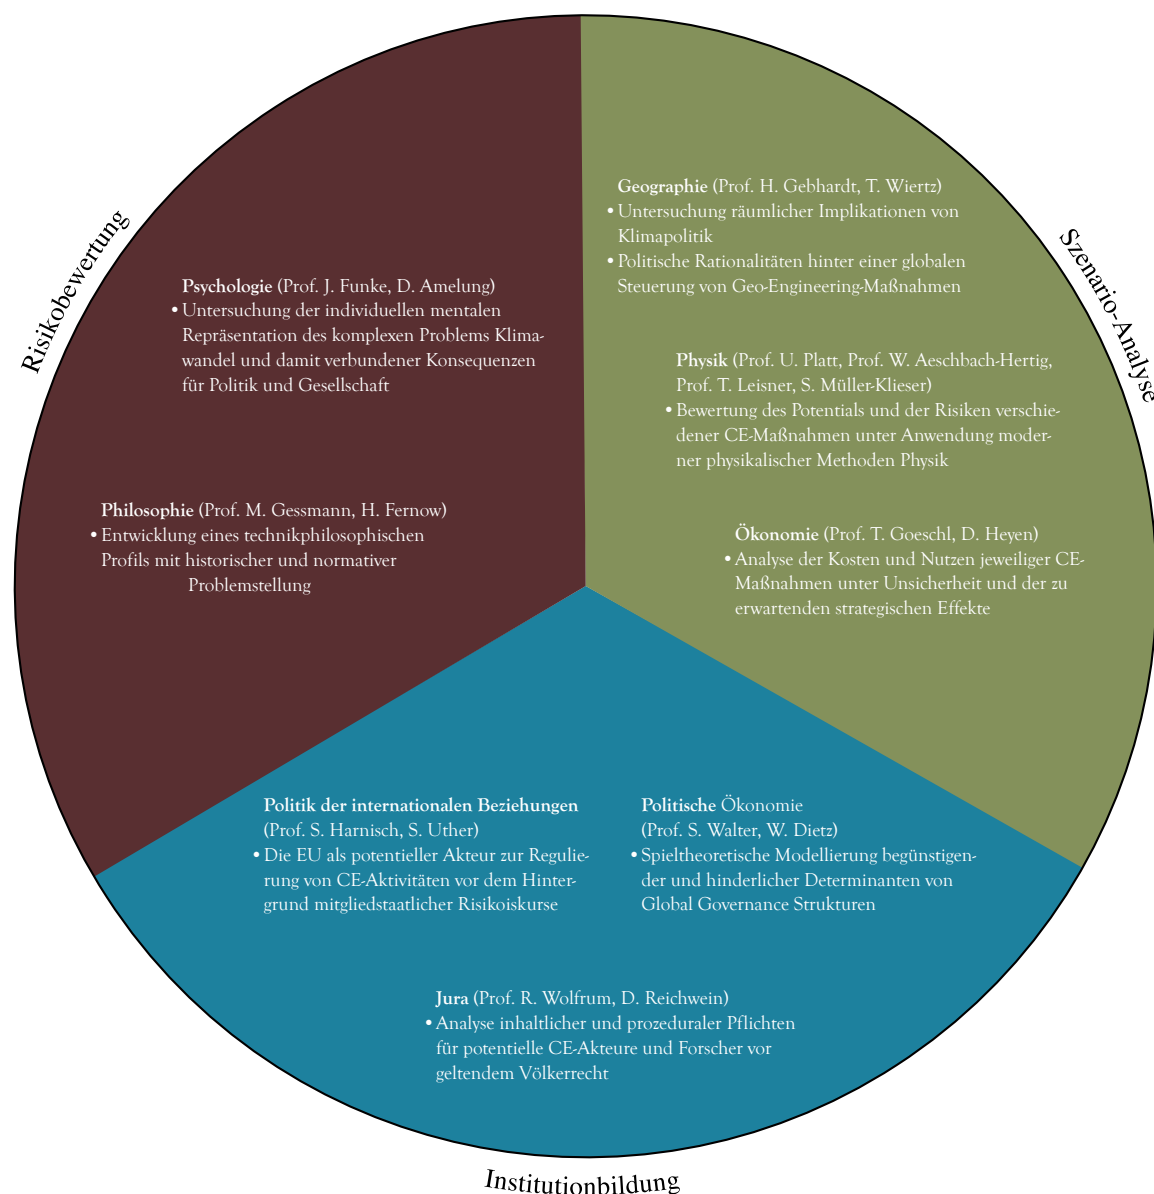 Risikobewertung
Psychologie (Prof. J. Funke, D. Amelung)
• Untersuchung der individuellen mentalen
Repräsentation des komplexen Problems Klima-
wandel und damit verbundener Konsequenzen
für Politik und Gesellschaft
Philosophie (Prof. M. Gessmann, H. Fernow)
• Entwicklung eines technikphilosophischen
Profils mit historischer und normativer
Problemstellung
Szenario-Analyse
Geographie (Prof. H. Gebhardt, T. Wiertz)
• Untersuchung räumlicher Implikationen von
Klimapolitik
• Politische Rationalitäten hinter einer globalen
Steuerung von Geo-Engineering-Maßnahmen
Physik (Prof. U. Platt, Prof. W. Aeschbach-Hertig,
Prof. T. Leisner, S. Müller-Klieser)
• Bewertung des Potentials und der Risiken verschie-
dener CE-Maßnahmen unter Anwendung moder-
ner physikalischer Methoden Physik
Ökonomie (Prof. T. Goeschl, D. Heyen)
• Analyse der Kosten und Nutzen jeweiliger CE-
Maßnahmen unter Unsicherheit und der zu
erwartenden strategischen Effekte
Politik der internationalen Beziehungen
(Prof. S. Harnisch, S. Uther)
• Die EU als potentieller Akteur zur Regulie-
rung von CE-Aktivitäten vor dem Hinter-
grund mitgliedstaatlicher Risikoiskurse
Politische Ökonomie
(Prof. S. Walter, W. Dietz)
• Spieltheoretische Modellierung begünstigen-
der und hinderlicher Determinanten von
Global Governance Strukturen
Jura (Prof. R. Wolfrum, D. Reichwein)
• Analyse inhaltlicher und prozeduraler Pflichten
für potentielle CE-Akteure und Forscher vor
geltendem Völkerrecht
Institutionbildung